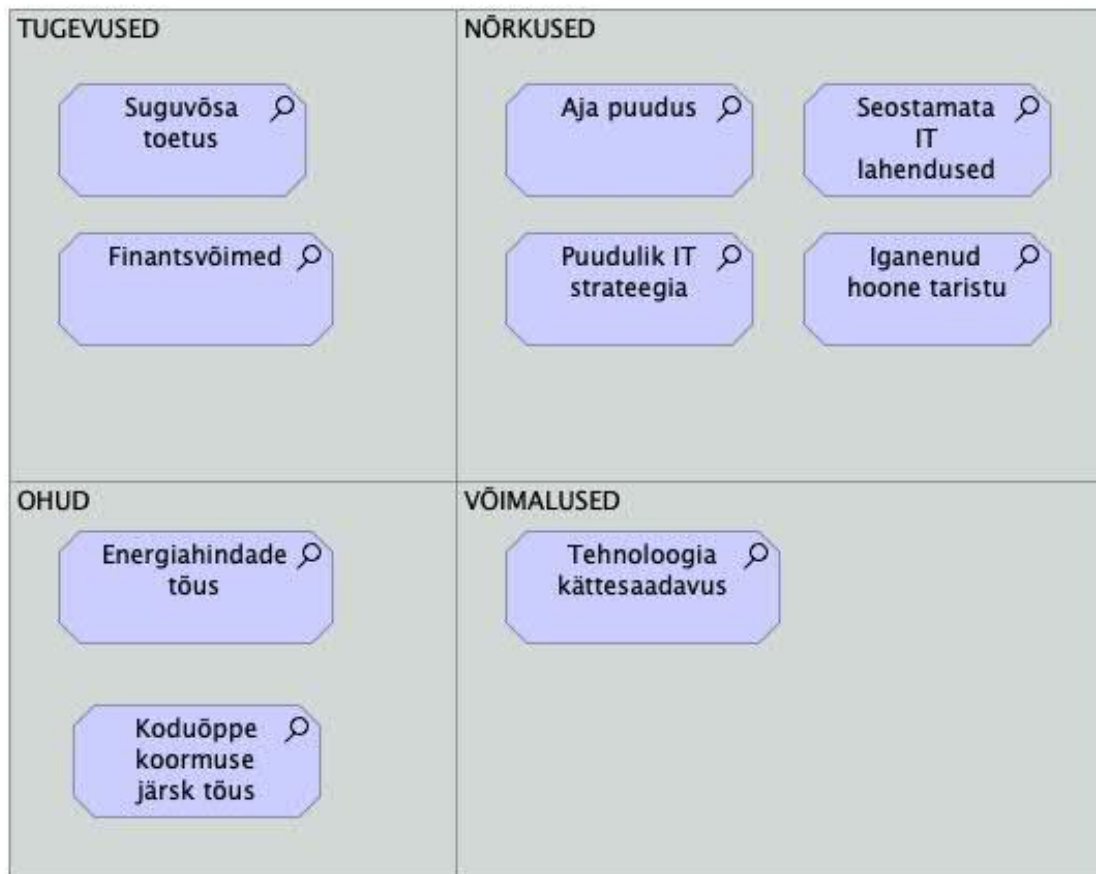 TUGEVUSED
Suguvõsa
toetus
Finantsvõimed
NÕRKUSED
Aja puudus
Seostamata
IT
lahendused
Puudulik IT
strateegia
Iganenud
hoone taristu
OHUD
Energiahindade
tõus
Koduõppe
koormuse
järsk tõus
VÕIMALUSED
Tehnoloogia
kättesaadavus